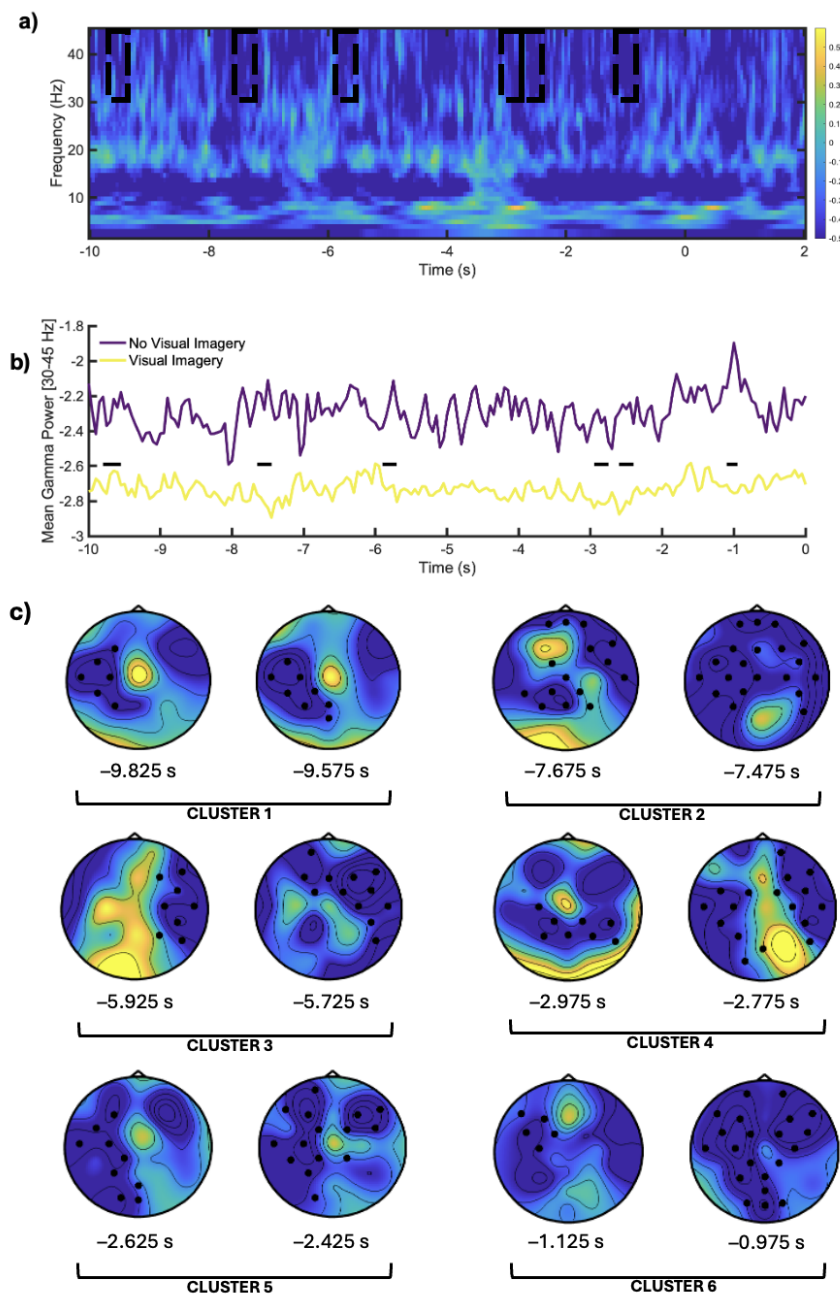 a)
Frequency (Hz)
40
30
20
10
-10
-8
-6
-4
-2
0
2
Time (s)
0.6
0.5
0.4
0.3
0.2
0.1
0
-0.1
-0.2
-0.3
-0.4
-0.5
b)
Mean Gamma Power [30-45 Hz]
-1.8
-2
-2.2
-2.4
-2.6
-2.8
-3
No Visual Imagery
Visual Imagery
-10
-9
-8
-7
-6
-5
-4
-3
-2
-1
0
Time (s)
c)
–9.825 s
–9.575 s
–7.675 s
–7.475 s
CLUSTER 1
CLUSTER 2
–5.925 s
–5.725 s
–2.975 s
–2.775 s
CLUSTER 3
CLUSTER 4
–2.625 s
–2.425 s
–1.125 s
–0.975 s
CLUSTER 5
CLUSTER 6